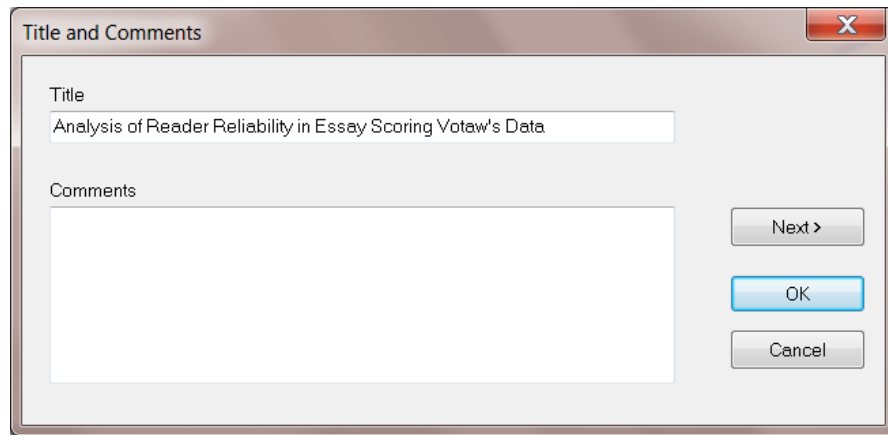 Title and Comments
Title
Analysis of Reader Reliability in Essay Scoring Votaw's Data
Comments
Next >
OK
Cancel